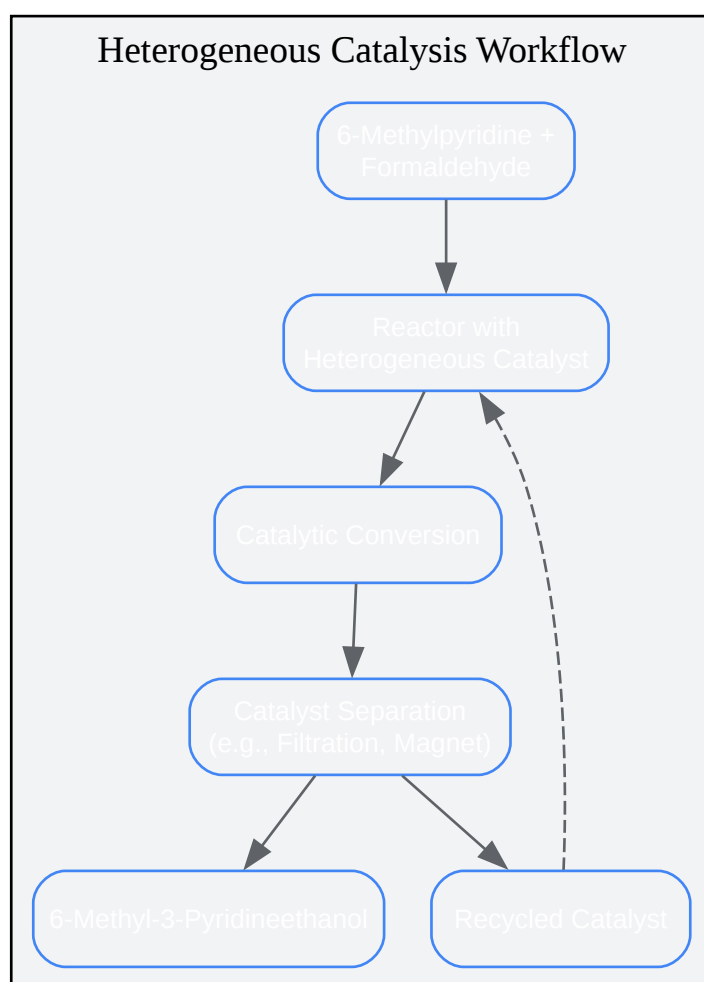 Heterogeneous Catalysis Workflow
6-Methylpyridine +
Formaldehyde
Reactor with
Heterogeneous Catalyst
Catalytic Conversion
Catalyst Separation
(e.g., Filtration, Magnet)
6-Methyl-3-Pyridineethanol
Recycled Catalyst